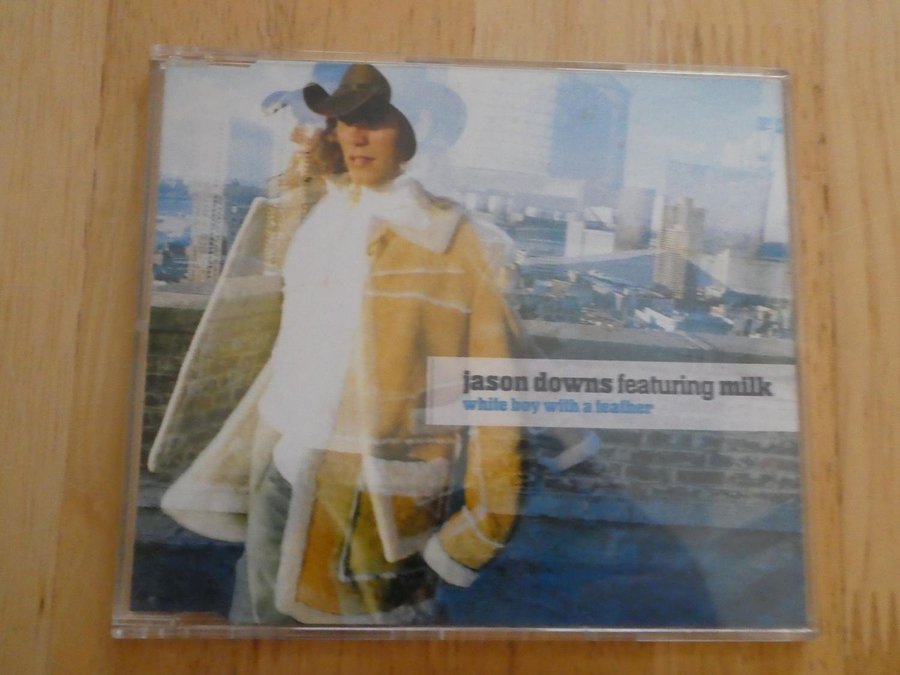 jason downs featuring milk
white boy with a feather